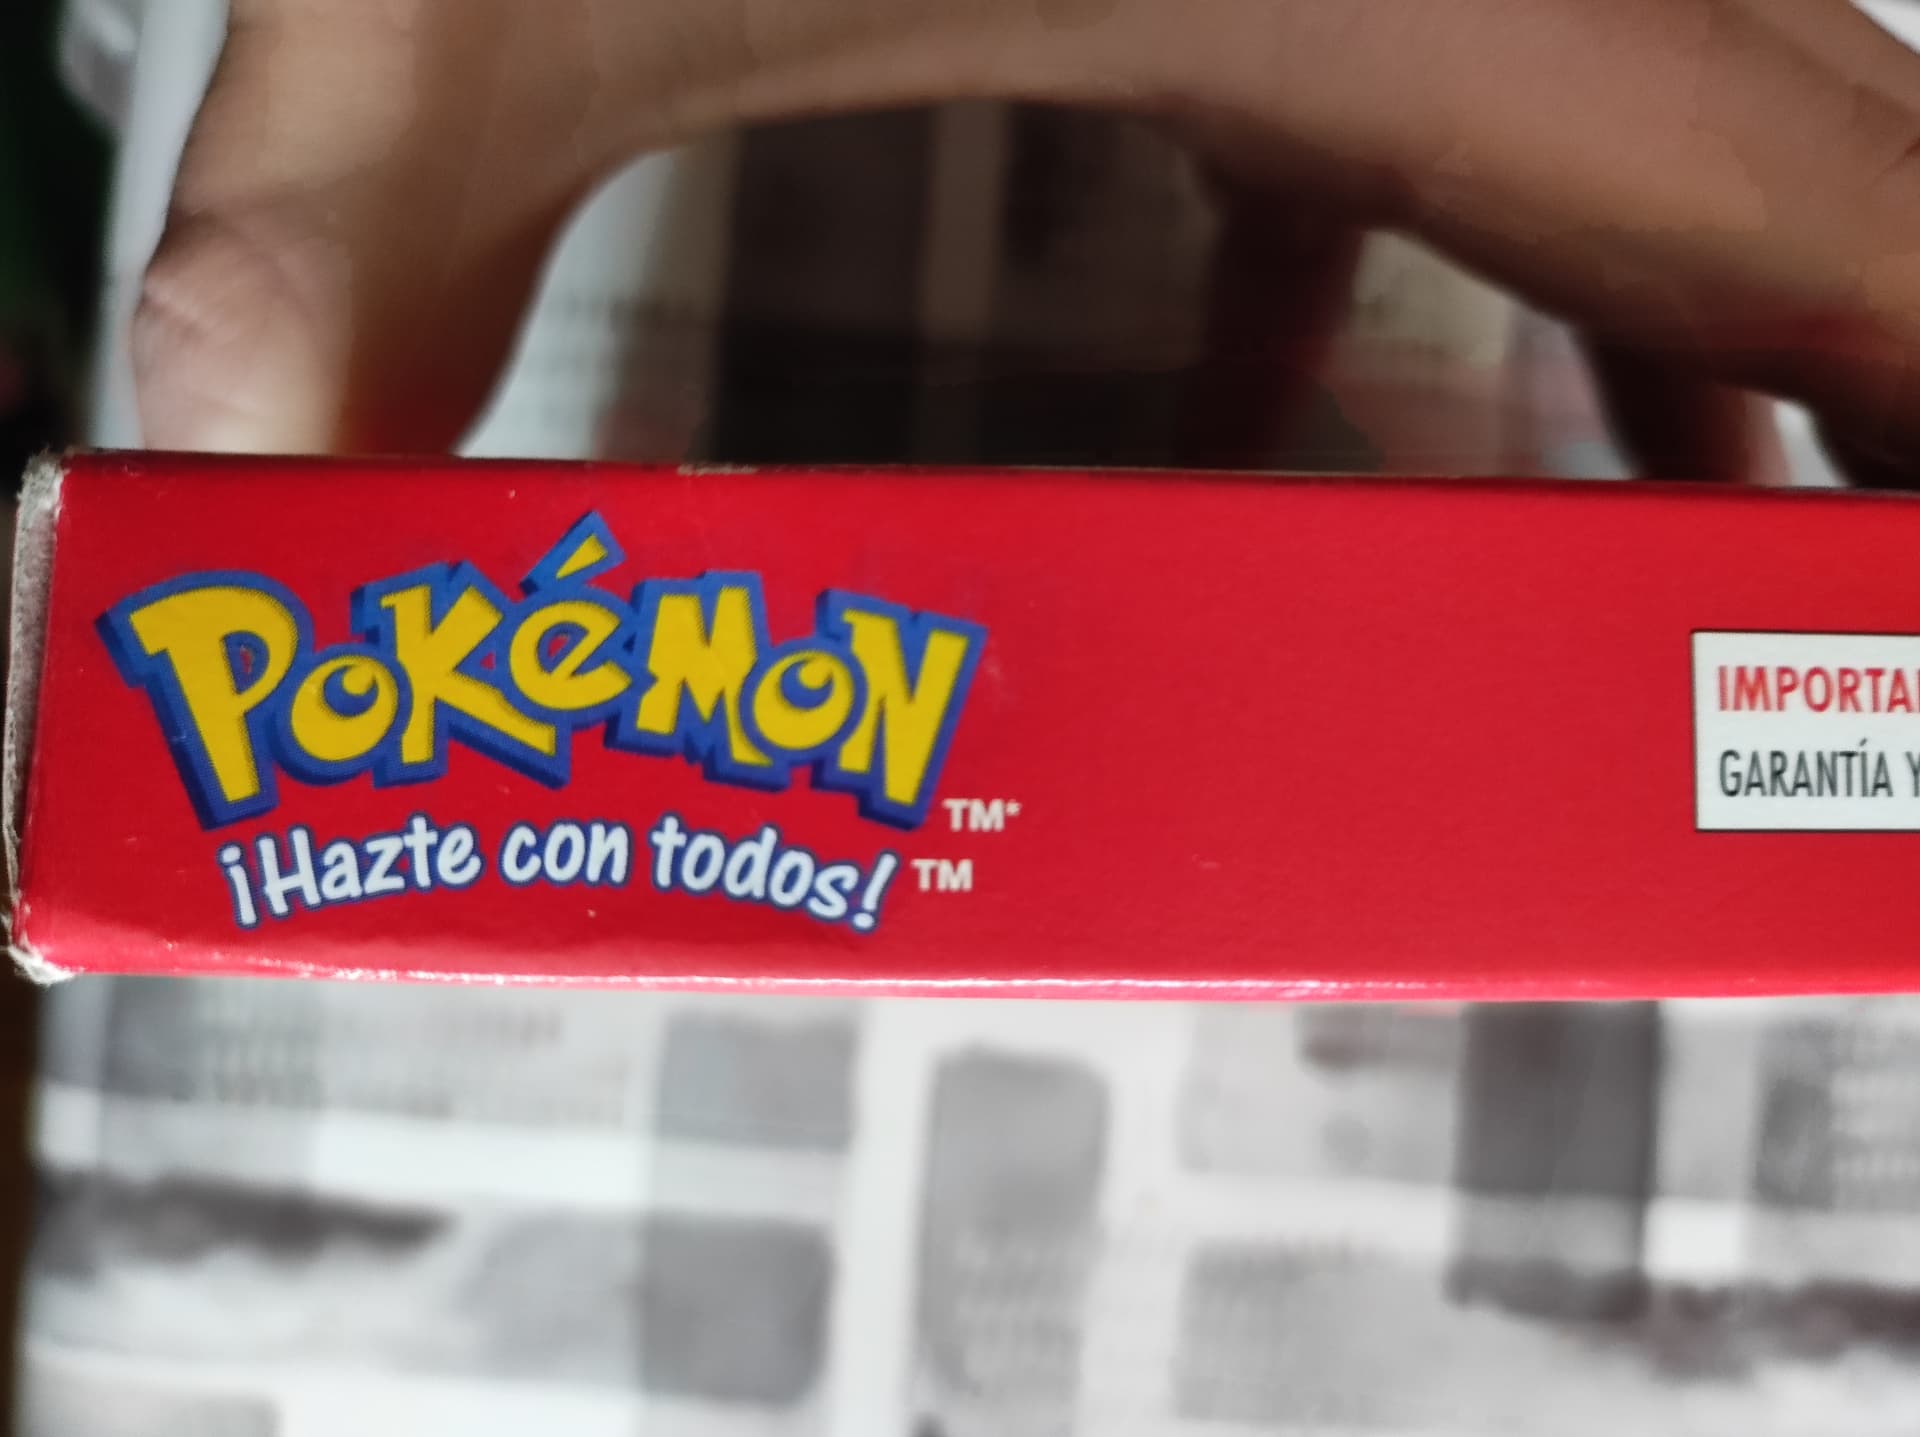 POKéMON TM*
¡Hazte con todos! TM
IMPORTA
GARANTÍA Y